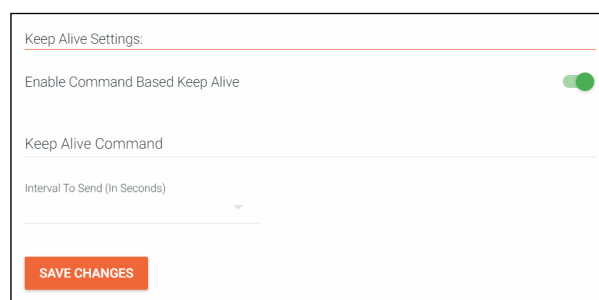 Keep Alive Settings:
Enable Command Based Keep Alive
Keep Alive Command
Interval To Send (In Seconds)
SAVE CHANGES